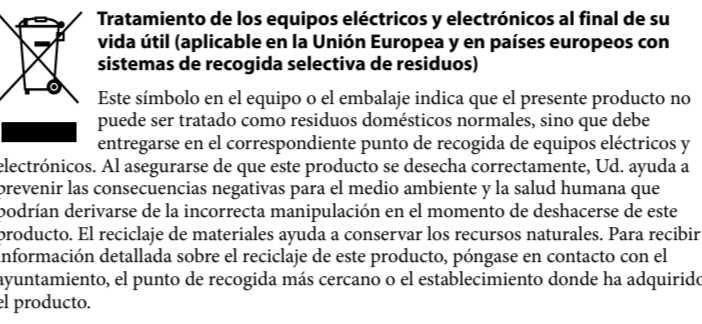 Tratamiento de los equipos eléctricos y electrónicos al final de su
vida útil (aplicable en la Unión Europea y en países europeos con
sistemas de recogida selectiva de residuos)
Este símbolo en el equipo o el embalaje indica que el presente producto no
puede ser tratado como residuos domésticos normales, sino que debe
entregarse en el correspondiente punto de recogida de equipos eléctricos y
electrónicos. Al asegurarse de que este producto se desecha correctamente, Ud. ayuda a
prevenir las consecuencias negativas para el medio ambiente y la salud humana que
podrían derivarse de la incorrecta manipulación en el momento de deshacerse de este
producto. El reciclaje de materiales ayuda a conservar los recursos naturales. Para recibir
información detallada sobre el reciclaje de este producto, póngase en contacto con el
ayuntamiento, el punto de recogida más cercano o el establecimiento donde ha adquirido
el producto.